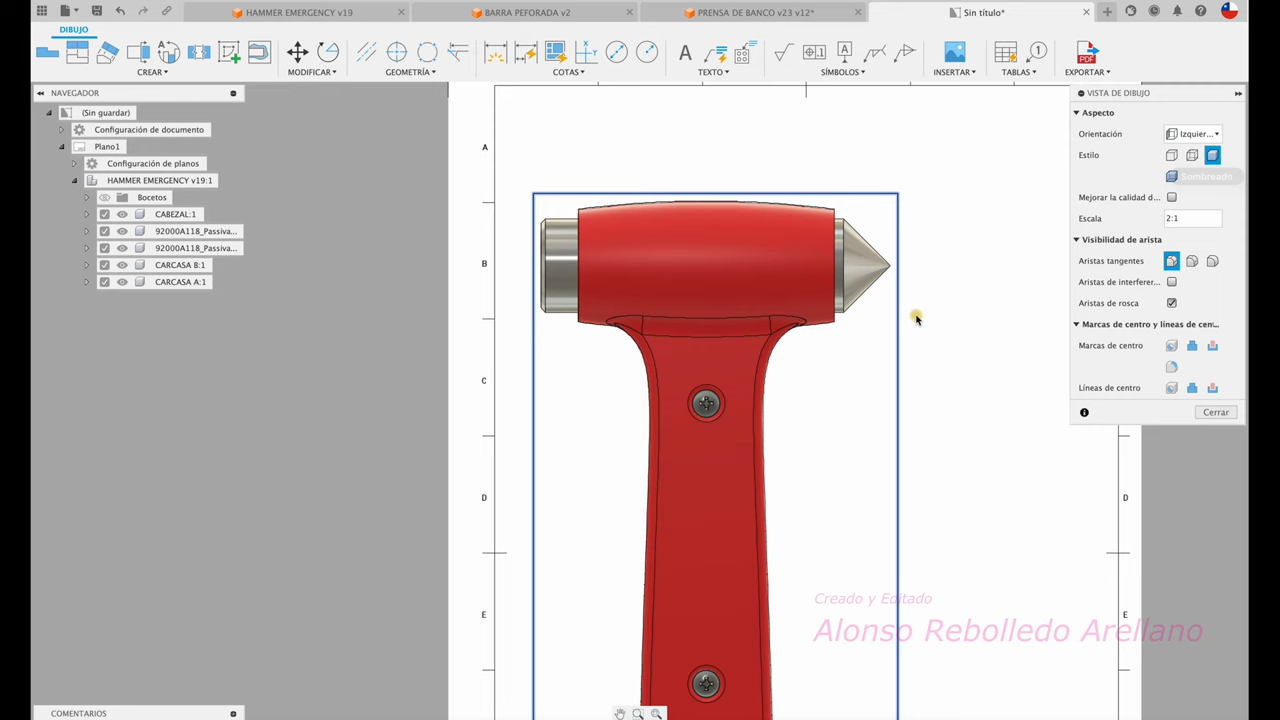 HAMMER EMERGENCY v19
BARRA PEFORADA v2
PRENSA DE BANCO v23 v12*
Sin título*
DIBUJO
CREAR
MODIFICAR
GEOMETRÍA
COTAS
TEXTO
SÍMBOLOS
INSERTAR
TABLAS
EXPORTAR
NAVEGADOR
(Sin guardar)
Configuración de documento
Plano1
Configuración de planos
HAMMER EMERGENCY v19:1
Bocetos
CABEZAL:1
92000A118_Passiva...
92000A118_Passiva...
CARCASA B:1
CARCASA A:1
COMENTARIOS
A
B
C
D
E
D
E
VISTA DE DIBUJO
Aspecto
Orientación
Izquier...
Estilo
Sombreado
Mejorar la calidad d...
Escala
2:1
Visibilidad de arista
Aristas tangentes
Aristas de interferer...
Aristas de rosca
Marcas de centro y líneas de cen...
Marcas de centro
Líneas de centro
Cerrar
Creado y Editado
Alonso Rebolledo Arellano